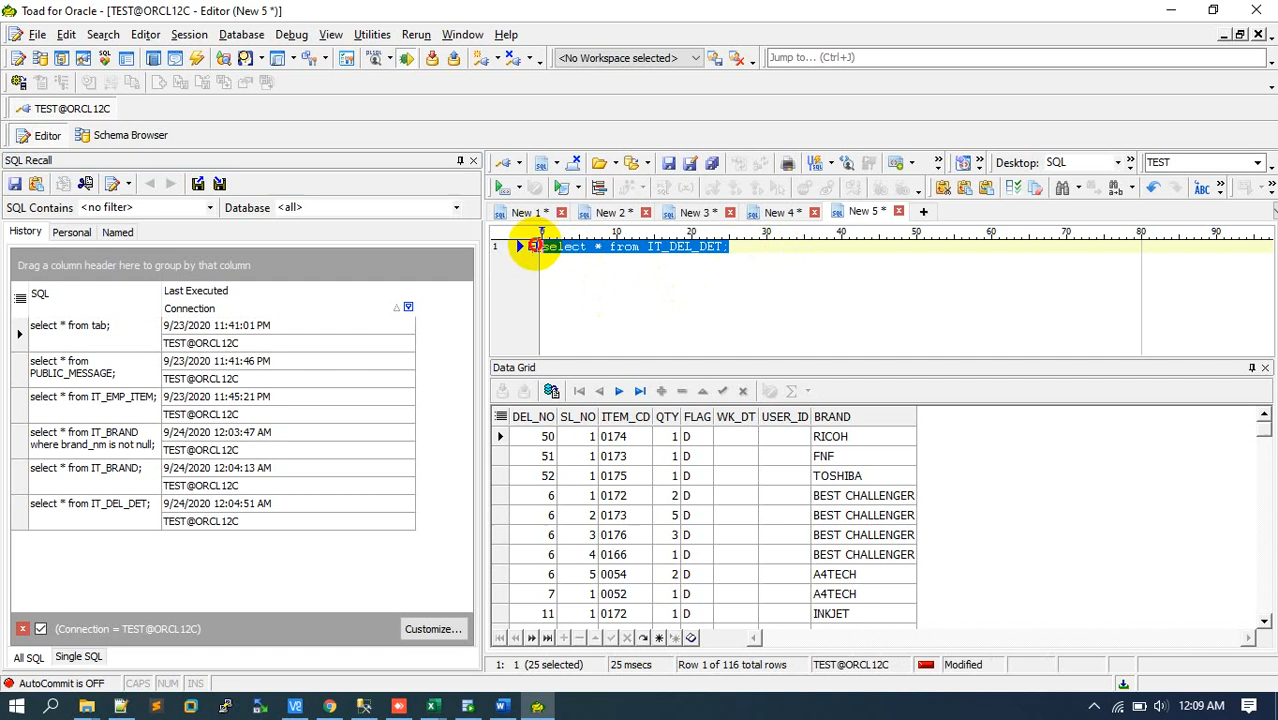 Toad for Oracle - [TEST@ORCL12C - Editor (New 5 *)]
File Edit Search Editor Session Database Debug View Utilities Rerun Window Help
<No Workspace selected> Jump to... (Ctrl+J)
TEST@ORCL12C
Editor Schema Browser
SQL Recall
Desktop: SQL TEST
SQL Contains <no filter> Database <all>
New 1 * New 2 * New 3 * New 4 * New 5 *
History Personal Named
0 10 20 30 40 50 60 70 80 90
1 select * from IT_DEL_DET;
Drag a column header here to group by that column
SQL Last Executed
Connection
select * from tab; 9/23/2020 11:41:01 PM
TEST@ORCL12C
select * from PUBLIC_MESSAGE; 9/23/2020 11:41:46 PM
TEST@ORCL12C
select * from IT_EMP_ITEM; 9/23/2020 11:45:21 PM
TEST@ORCL12C
select * from IT_BRAND where brand_nm is not null; 9/24/2020 12:03:47 AM
TEST@ORCL12C
select * from IT_BRAND; 9/24/2020 12:04:13 AM
TEST@ORCL12C
select * from IT_DEL_DET; 9/24/2020 12:04:51 AM
TEST@ORCL12C
Data Grid
DEL_NO SL_NO ITEM_CD QTY FLAG WK_DT USER_ID BRAND
50 1 0174 1 D RICOH
51 1 0173 1 D FNF
52 1 0175 1 D TOSHIBA
6 1 0172 2 D BEST CHALLENGER
6 2 0173 5 D BEST CHALLENGER
6 3 0176 3 D BEST CHALLENGER
6 4 0166 1 D BEST CHALLENGER
6 5 0054 2 D A4TECH
7 1 0052 1 D A4TECH
11 1 0172 1 D INKJET
(Connection = TEST@ORCL12C) Customize...
All SQL Single SQL
1: 1 (25 selected) 25 msecs Row 1 of 116 total rows TEST@ORCL12C Modified
AutoCommit is OFF CAPS NUM INS
12:09 AM